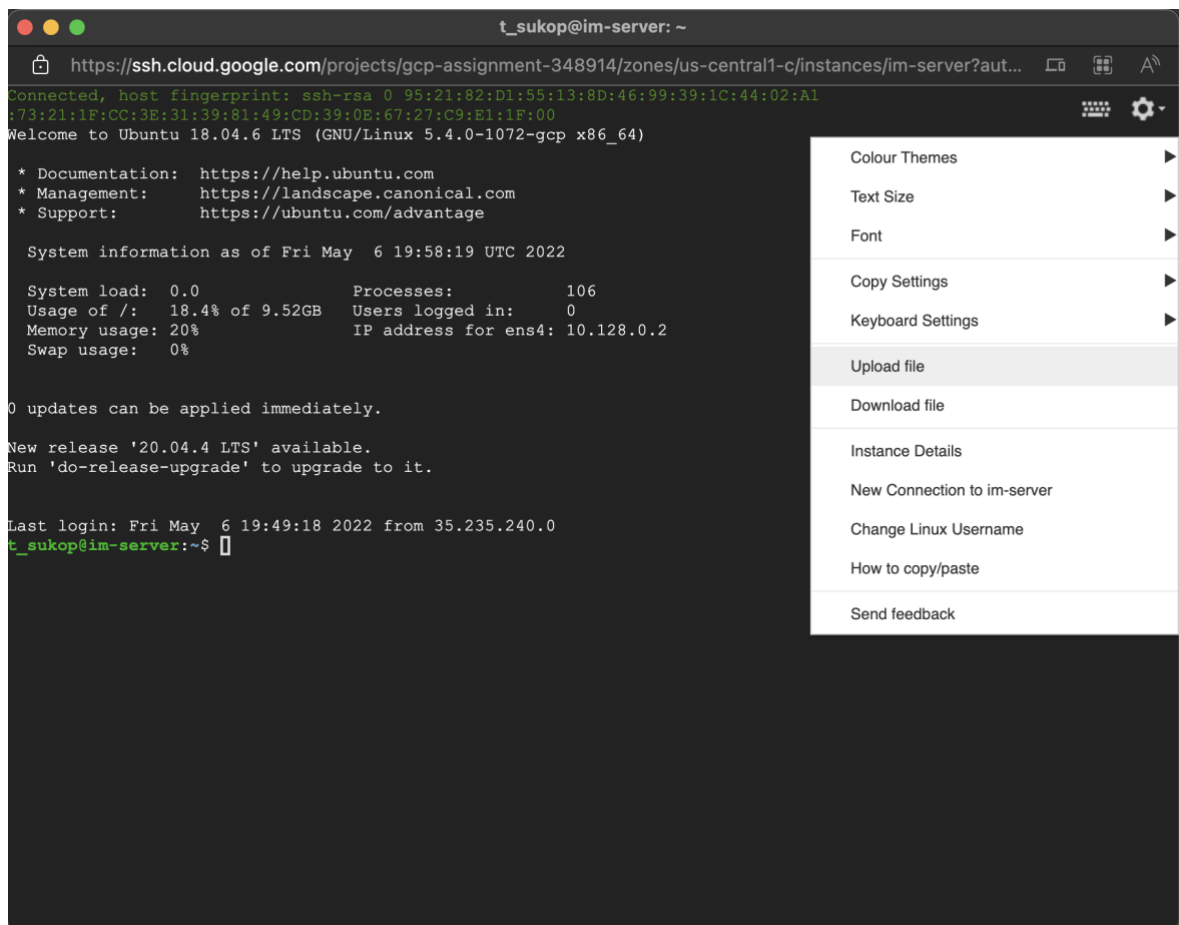 t_sukop@im-server: ~
https://ssh.cloud.google.com/projects/gcp-assignment-348914/zones/us-central1-c/instances/im-server?aut...
Connected, host fingerprint: ssh-rsa 0 95:21:82:D1:55:13:8D:46:99:39:1C:44:02:A1
:73:21:1F:CC:3E:31:39:81:49:CD:39:0E:67:27:C9:E1:1F:00
Welcome to Ubuntu 18.04.6 LTS (GNU/Linux 5.4.0-1072-gcp x86_64)
* Documentation:  https://help.ubuntu.com
* Management:     https://landscape.canonical.com
* Support:        https://ubuntu.com/advantage
System information as of Fri May  6 19:58:19 UTC 2022
System load:  0.0               Processes:           106
Usage of /:   18.4% of 9.52GB   Users logged in:     0
Memory usage: 20%               IP address for ens4: 10.128.0.2
Swap usage:   0%
0 updates can be applied immediately.
New release '20.04.4 LTS' available.
Run 'do-release-upgrade' to upgrade to it.
Last login: Fri May  6 19:49:18 2022 from 35.235.240.0
t_sukop@im-server:~$
Colour Themes
Text Size
Font
Copy Settings
Keyboard Settings
Upload file
Download file
Instance Details
New Connection to im-server
Change Linux Username
How to copy/paste
Send feedback